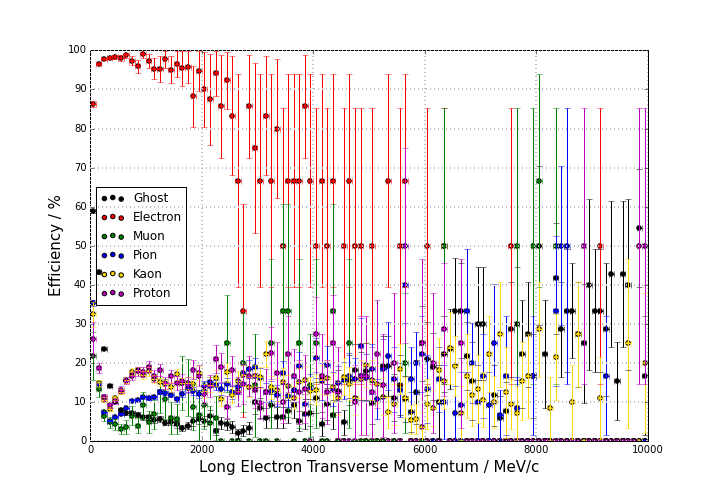 100
90
80
70
60
50
40
30
20
10
0
Efficiency / %
Ghost
Electron
Muon
Pion
Kaon
Proton
0 2000 4000 6000 8000 10000
Long Electron Transverse Momentum / MeV/c